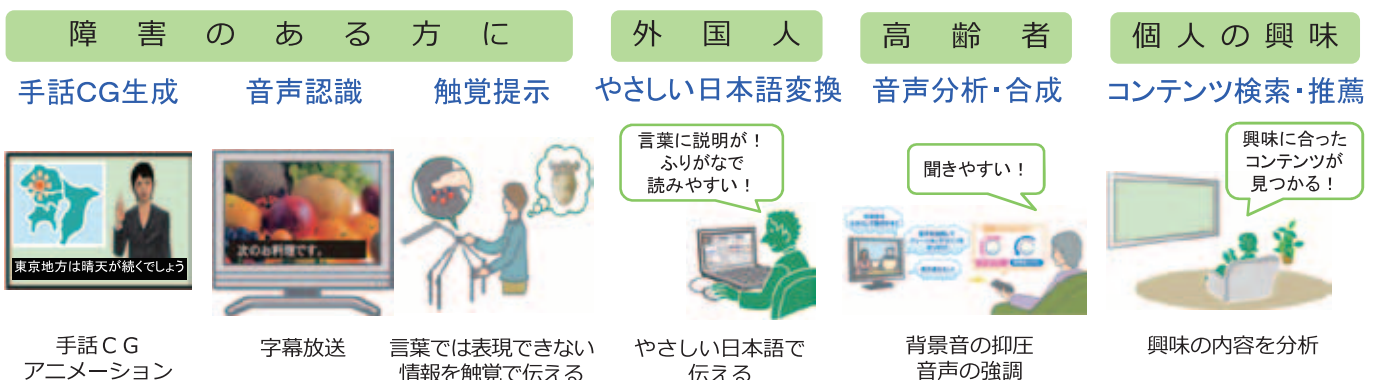 障害のある方に
外国人
高齢者
個人の興味
手話CG生成
音声認識
触覚提示
やさしい日本語変換
音声分析・合成
コンテンツ検索・推薦
東京地方は晴天が続くでしょう
次のお料理です。
言葉に説明が！
ふりがなで
読みやすい！
聞きやすい！
興味に合った
コンテンツが
見つかる！
手話CG
アニメーション
字幕放送
言葉では表現できない
情報を触覚で伝える
やさしい日本語で
伝える
背景音の抑圧
音声の強調
興味の内容を分析